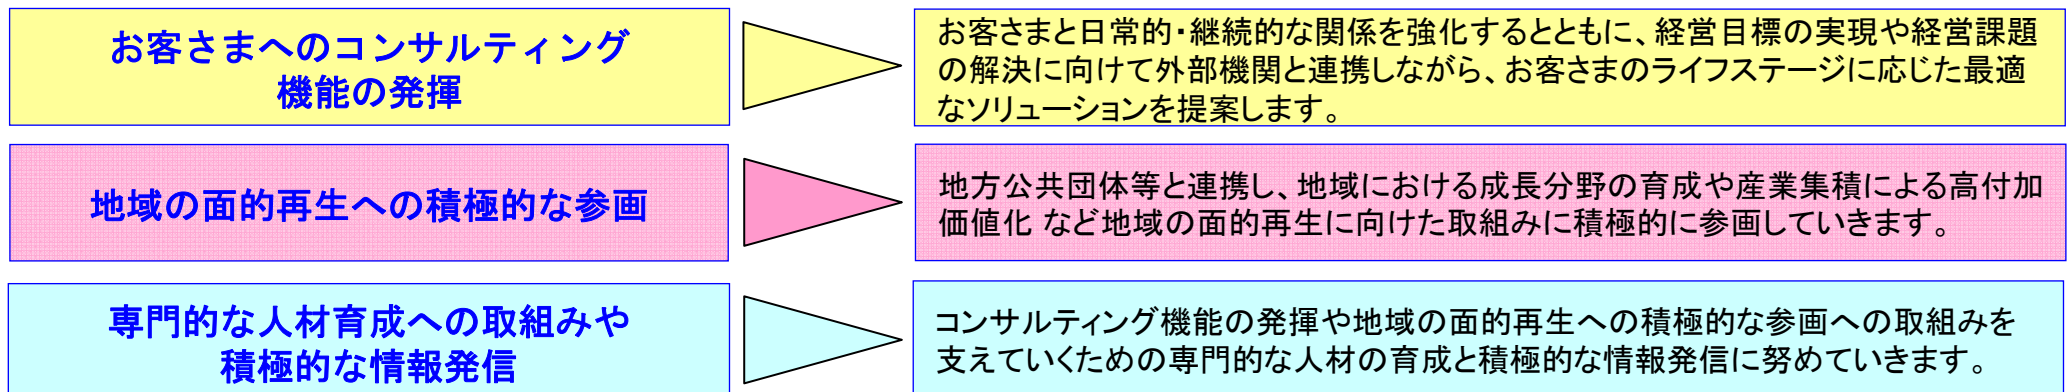 お客さまへのコンサルティング
機能の発揮
お客さまと日常的・継続的な関係を強化するとともに、経営目標の実現や経営課題
の解決に向けて外部機関と連携しながら、お客さまのライフステージに応じた最適
なソリューションを提案します。
地域の面的再生への積極的な参画
地方公共団体等と連携し、地域における成長分野の育成や産業集積による高付加
価値化 など地域の面的再生に向けた取組みに積極的に参画していきます。
専門的な人材育成への取組みや
積極的な情報発信
コンサルティング機能の発揮や地域の面的再生への積極的な参画への取組みを
支えていくための専門的な人材の育成と積極的な情報発信に努めていきます。